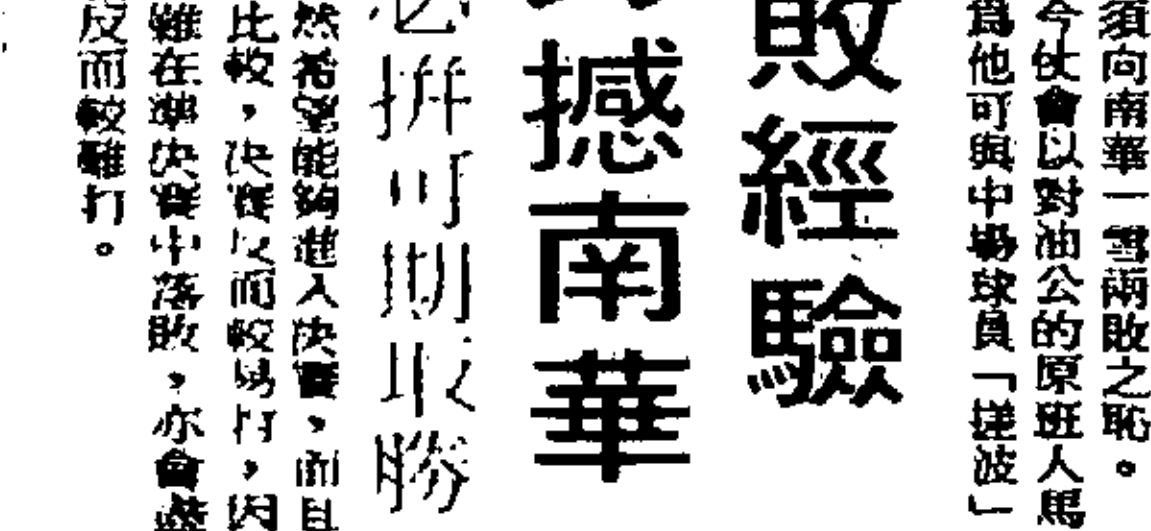 須向南華一雪兩敗之恥。
今仗會以對油公的原班人馬
爲他可與中場球員「搓波」
敗經驗
撼南華
必拼可期取勝
然希望能夠進入決賽，而且
比較，決賽反而較易打，因
雖在準決賽中落敗，亦會
反而較難打。